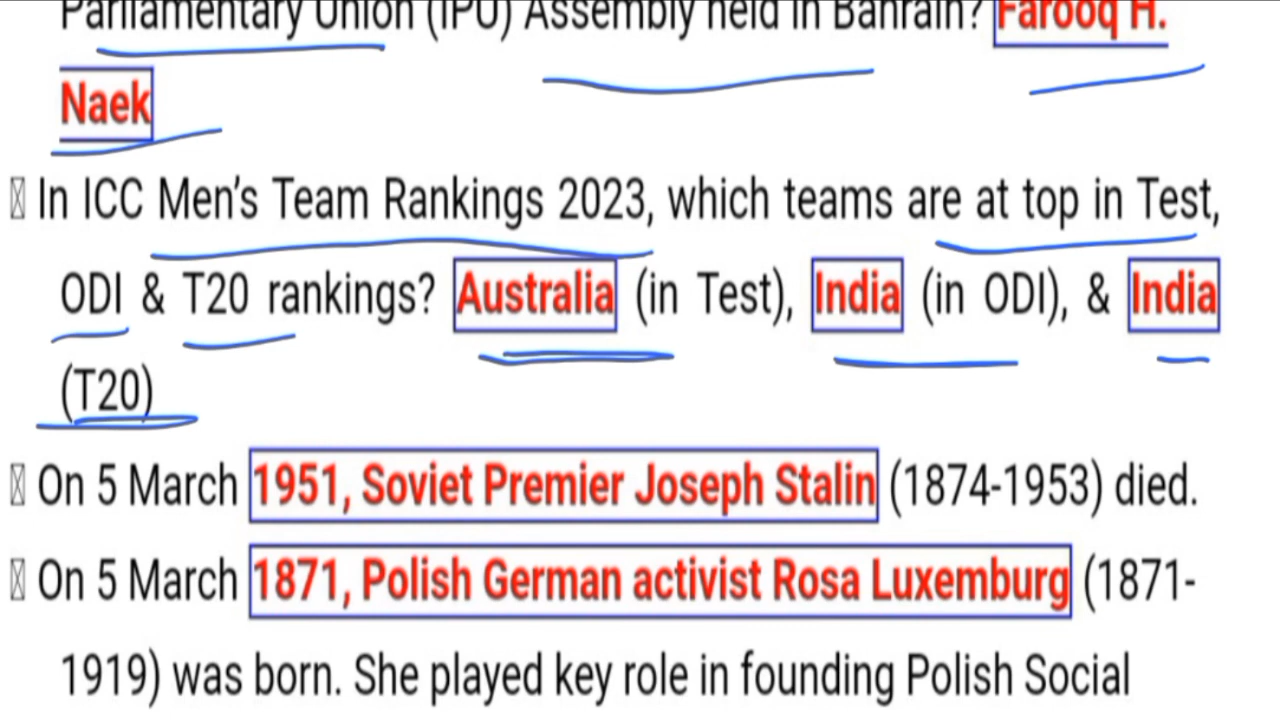 Parliamentary Union (IPU) Assembly held in Bahrain? Farooq H.
Naek
In ICC Men's Team Rankings 2023, which teams are at top in Test,
ODI & T20 rankings? Australia (in Test), India (in ODI), & India
(T20)
On 5 March 1951, Soviet Premier Joseph Stalin (1874-1953) died.
On 5 March 1871, Polish German activist Rosa Luxemburg (1871-
1919) was born. She played key role in founding Polish Social